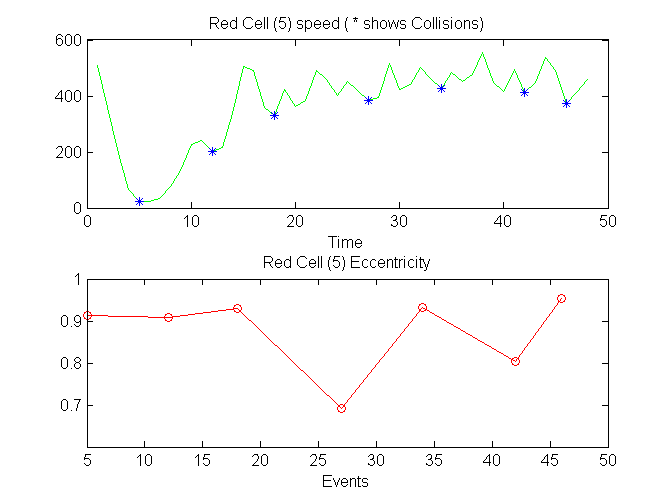 Red Cell (5) speed ( * shows Collisions)
600
400
200
0
0 10 20 30 40 50
Time
Red Cell (5) Eccentricity
1
0.9
0.8
0.7
5 10 15 20 25 30 35 40 45 50
Events